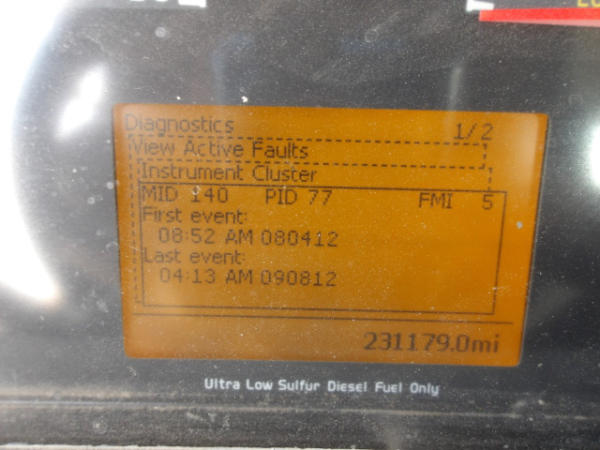 Diagnostics 1/2
View Active Faults
Instrument Cluster
MID 140 PID 77 FMI 5
First event:
08:52 AM 080412
Last event:
04:13 AM 090812
231179.0mi
Ultra Low Sulfur Diesel Fuel Only